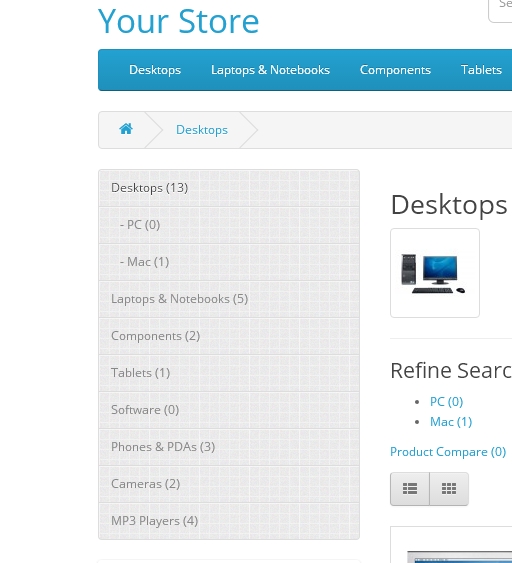 Your Store
Se
Desktops Laptops & Notebooks Components Tablets
Desktops
Desktops (13)
- PC (0)
- Mac (1)
Laptops & Notebooks (5)
Components (2)
Tablets (1)
Software (0)
Phones & PDAs (3)
Cameras (2)
MP3 Players (4)
Desktops
Refine Searc
PC (0)
Mac (1)
Product Compare (0)